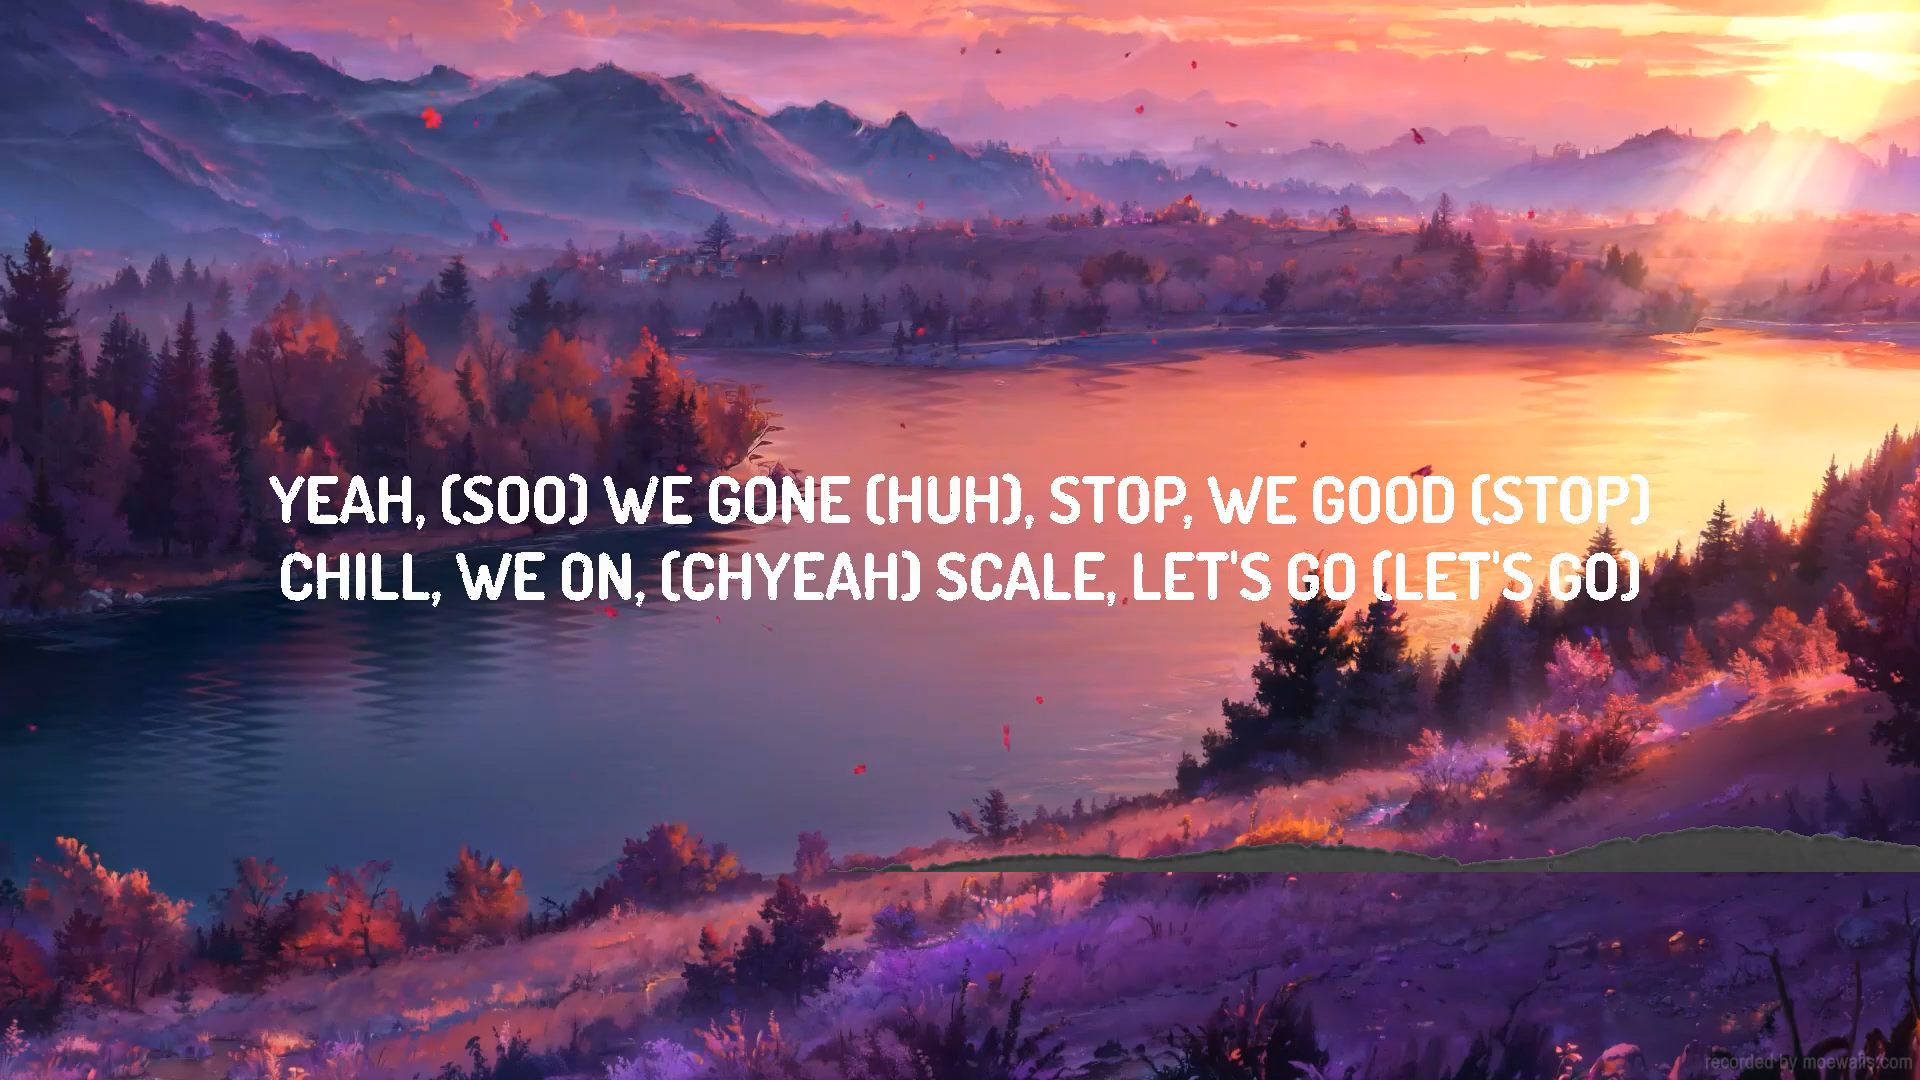 YEAH, (SOO) WE GONE (HUH), STOP, WE GOOD (STOP)
CHILL, WE ON, (CHYEAH) SCALE, LET'S GO (LET'S GO)
recorded by moewalls.com